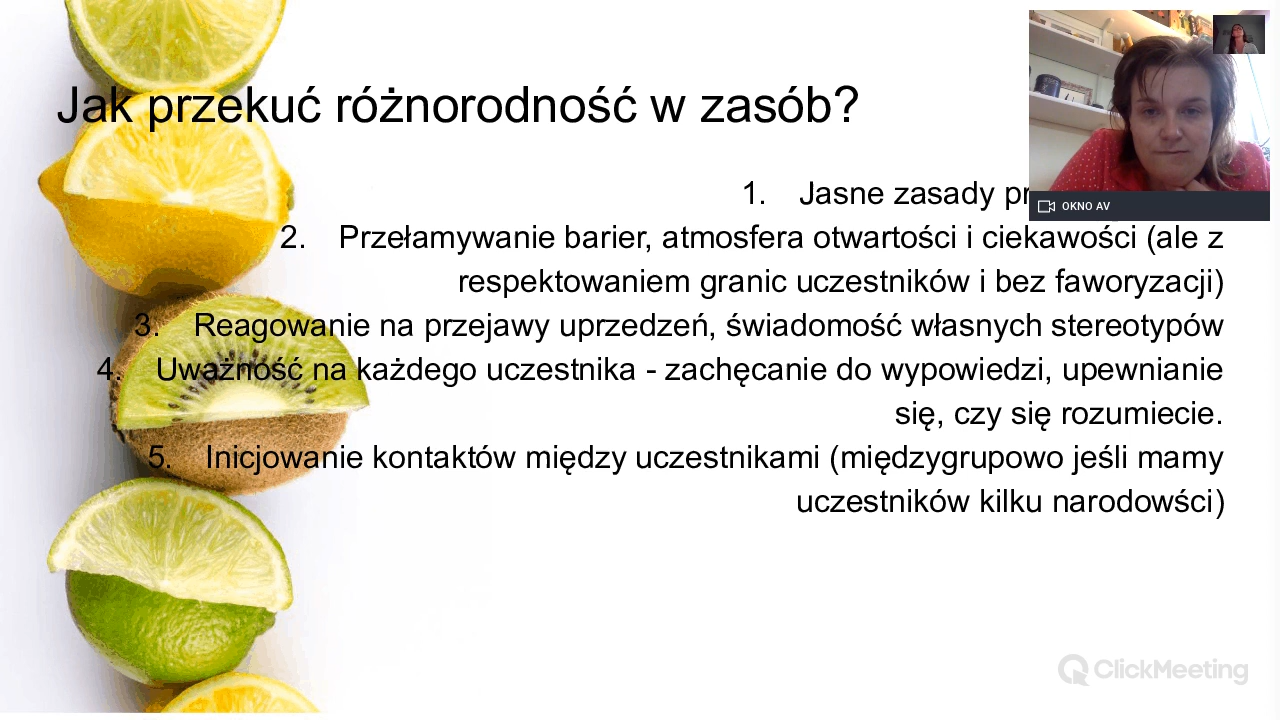 Jak przekuć różnorodność w zasób?
1. Jasne zasady
2. Przełamywanie barier, atmosfera otwartości i ciekawości (ale z
respektowaniem granic uczestników i bez faworyzacji)
3. Reagowanie na przejawy uprzedzeń, świadomość własnych stereotypów
4. Uważność na każdego uczestnika - zachęcanie do wypowiedzi, upewnianie
się, czy się rozumiecie.
5. Inicjowanie kontaktów między uczestnikami (międzygrupowo jeśli mamy
uczestników kilku narodowści)
OKNO AV
ClickMeeting